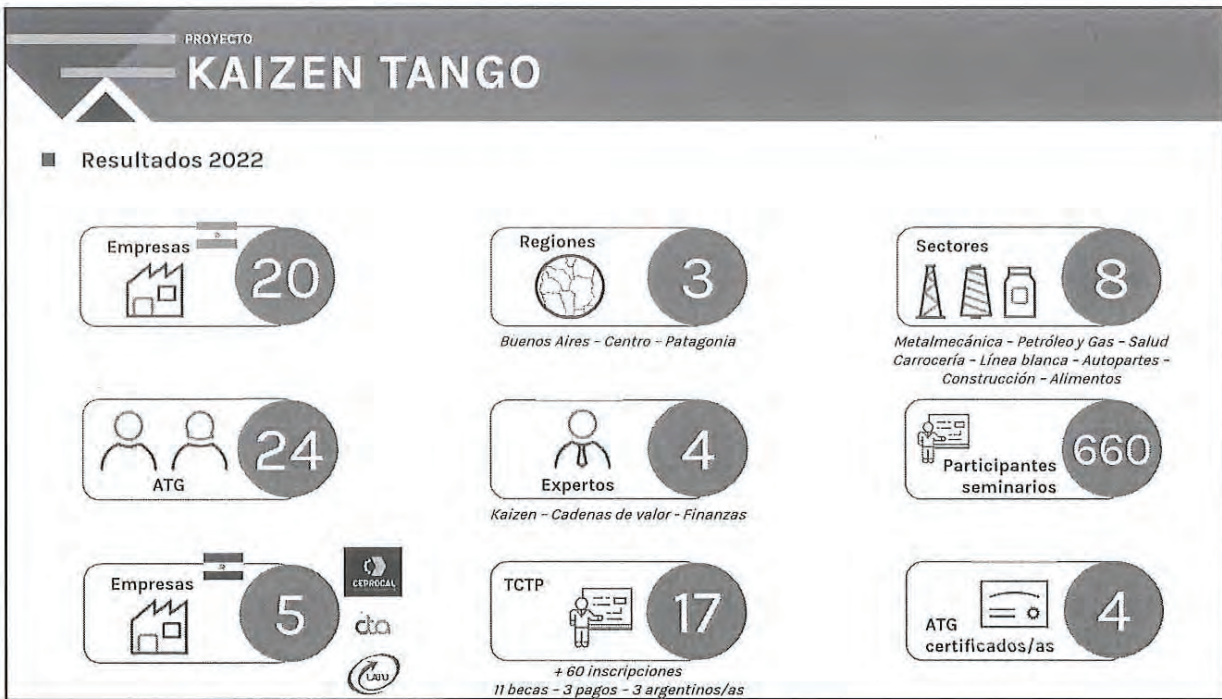 PROYECTO
KAIZEN TANGO
Resultados 2022
Empresas
20
Regiones
3
Buenos Aires - Centro - Patagonia
Sectores
8
Metalmecánica - Petróleo y Gas - Salud
Carrocería - Línea blanca - Autopartes -
Construcción - Alimentos
ATG
24
Expertos
4
Kaizen - Cadenas de valor - Finanzas
Participantes
seminarios
660
Empresas
5
CEPROCAL
cta
LATU
TCTP
17
+ 60 inscripciones
11 becas - 3 pagos - 3 argentinos/as
ATG
certificados/as
4